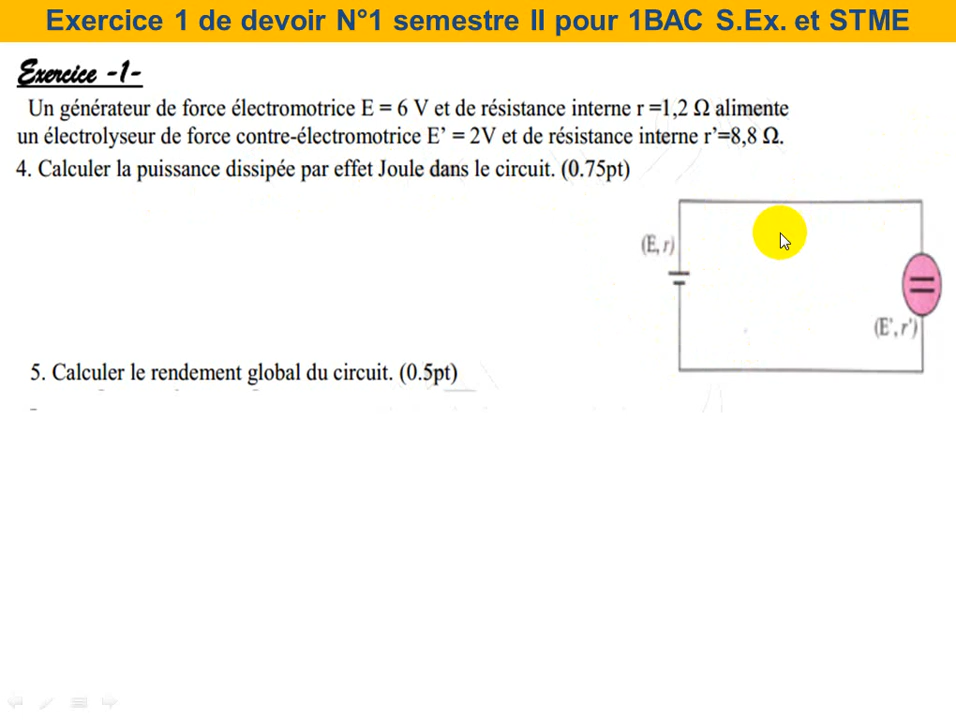 Exercice 1 de devoir N°1 semestre II pour 1BAC S.Ex. et STME
Exercice -1-
Un générateur de force électromotrice E = 6 V et de résistance interne r =1,2 Ω alimente
un électrolyseur de force contre-électromotrice E’ = 2V et de résistance interne r’=8,8 Ω.
4. Calculer la puissance dissipée par effet Joule dans le circuit. (0.75pt)
(E, r)
(E', r')
5. Calculer le rendement global du circuit. (0.5pt)